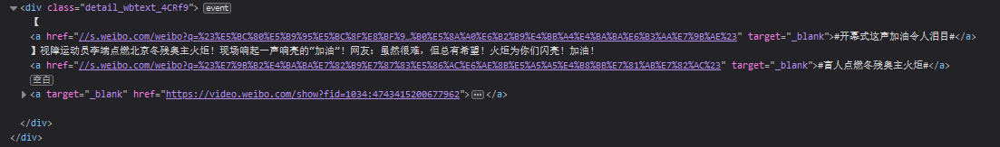 <div class="detail_wbtext_4CRf9"> event
【
<a href="//s.weibo.com/weibo?q=%23%E5%BC%80%E5%B9%95%E5%BC%8F%E8%BF%9…%B0%E5%8A%A0%E6%B2%B9%E4%BB%A4%E4%BA%BA%E6%B3%AA%E7%9B%AE%23" target="_blank">#开幕式这声加油令人泪目#</a>
】视障运动员李端点燃北京冬残奥主火炬！现场响起一声响亮的“加油”！网友：虽然很难，但总有希望！火炬为你们闪亮！加油！
<a href="//s.weibo.com/weibo?q=%23%E7%9B%B2%E4%BA%BA%E7%82%B9%E7%87%83%E5%86%AC%E6%AE%8B%E5%A5%A5%E4%B8%BB%E7%81%AB%E7%82%AC%23" target="_blank">#盲人点燃冬残奥主火炬#</a>
空白
<a target="_blank" href="https://video.weibo.com/show?fid=1034:4743415200677962">…</a>
</div>
</div>